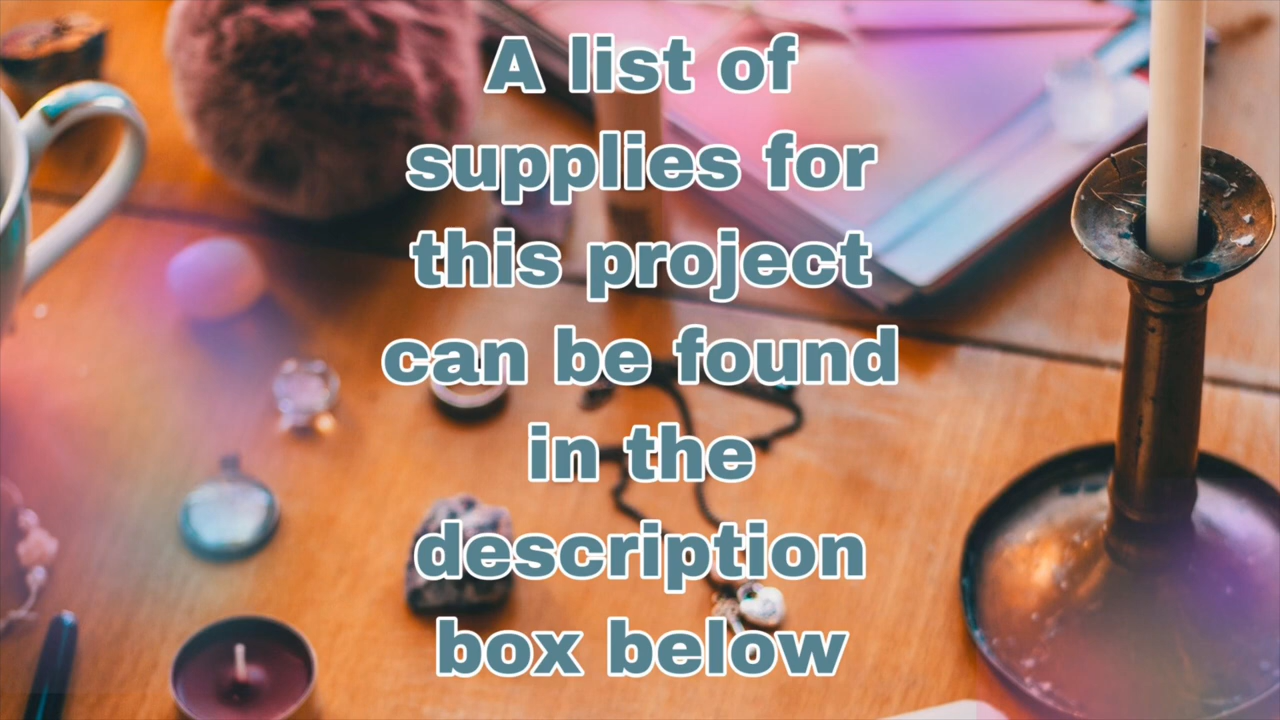 A list of
supplies for
this project
can be found
in the
description
box below